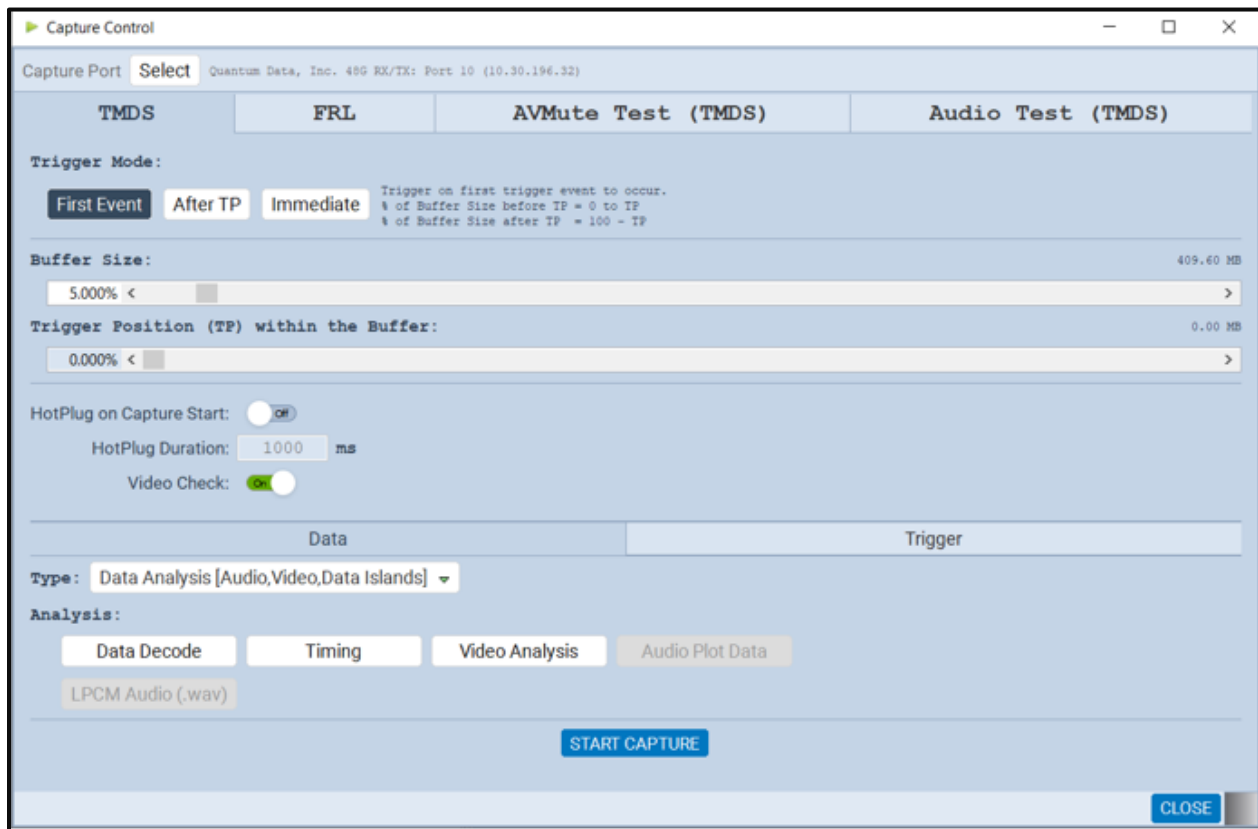 Capture Control
Capture Port Select Quantum Data, Inc. 48G RX/TX: Port 10 (10.30.196.32)
TMDS FRL AVMute Test (TMDS) Audio Test (TMDS)
Trigger Mode:
First Event After TP Immediate
Trigger on first trigger event to occur.
% of Buffer Size before TP = 0 to TP
% of Buffer Size after TP = 100 - TP
Buffer Size: 409.60 MB
5.000%
Trigger Position (TP) within the Buffer: 0.00 MB
0.000%
HotPlug on Capture Start: Off
HotPlug Duration: 1000 ms
Video Check: On
Data Trigger
Type: Data Analysis [Audio,Video,Data Islands]
Analysis:
Data Decode Timing Video Analysis Audio Plot Data
LPCM Audio (.wav)
START CAPTURE
CLOSE